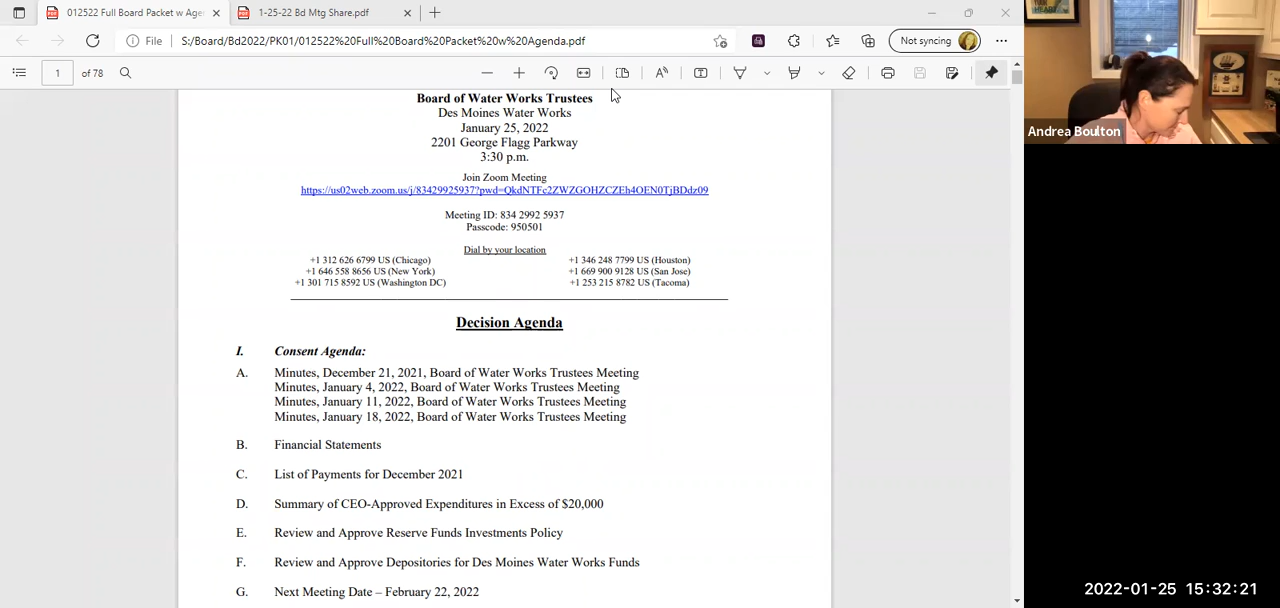 012522 Full Board Packet w Age
1-25-22 Bd Mtg
File
S:/Board/Bd2022/PK01/012522%20Full%20Board
%20w%20Agenda.pdf
Not syncing
1
of 78
Board of Water Works Trustees
Des Moines Water Works
January 25, 2022
2201 George Flagg Parkway
3:30 p.m.
Join Zoom Meeting
https://us02web.zoom.us/j/83429925937?pwd=QkdNTFc2ZWZGOHZCZEh4OEN0TjBDdz09
Meeting ID: 834 2992 5937
Passcode: 950501
Dial by your location
+1 312 626 6799 US (Chicago)
+1 346 248 7799 US (Houston)
+1 646 558 8656 US (New York)
+1 669 900 9128 US (San Jose)
+1 301 715 8592 US (Washington DC)
+1 253 215 8782 US (Tacoma)
Decision Agenda
I. Consent Agenda:
A. Minutes, December 21, 2021, Board of Water Works Trustees Meeting
Minutes, January 4, 2022, Board of Water Works Trustees Meeting
Minutes, January 11, 2022, Board of Water Works Trustees Meeting
Minutes, January 18, 2022, Board of Water Works Trustees Meeting
B. Financial Statements
C. List of Payments for December 2021
D. Summary of CEO-Approved Expenditures in Excess of $20,000
E. Review and Approve Reserve Funds Investments Policy
F. Review and Approve Depositories for Des Moines Water Works Funds
G. Next Meeting Date – February 22, 2022
Andrea Boulton
2022-01-25 15:32:21